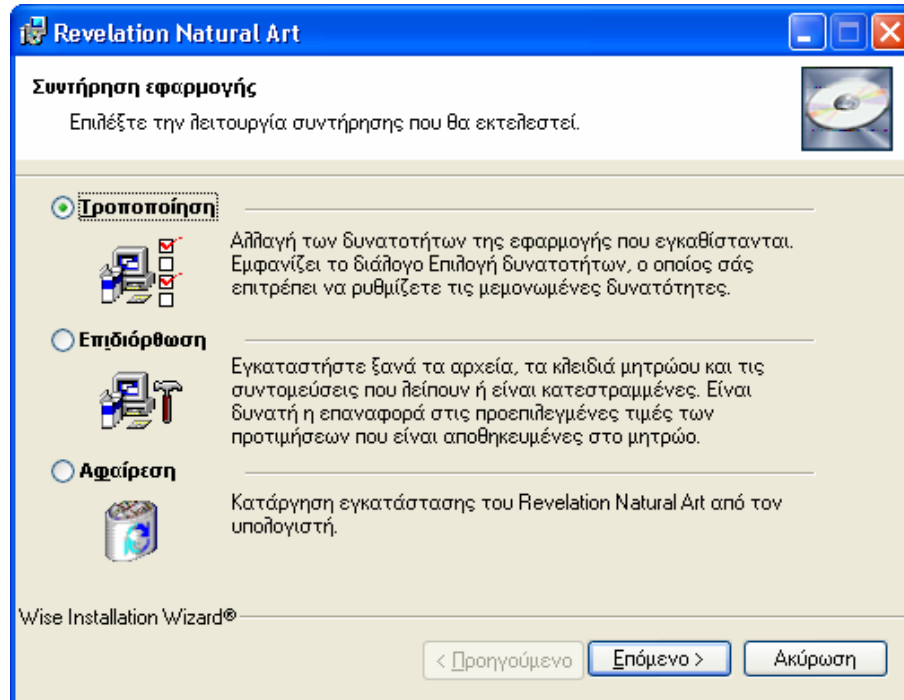 Revelation Natural Art
Συντήρηση εφαρμογής
Επιλέξτε την λειτουργία συντήρησης που θα εκτελεστεί.
Τροποποίηση
Αλλαγή των δυνατοτήτων της εφαρμογής που εγκαθίστανται.
Εμφανίζει το διάλογο Επιλογή δυνατοτήτων, ο οποίος σάς
επιτρέπει να ρυθμίζετε τις μεμονωμένες δυνατότητες.
Επιδιόρθωση
Εγκαταστήστε ξανά τα αρχεία, τα κλειδιά μητρώου και τις
συντομεύσεις που λείπουν ή είναι κατεστραμμένες. Είναι
δυνατή η επαναφορά στις προεπιλεγμένες τιμές των
προτιμήσεων που είναι αποθηκευμένες στο μητρώο.
Αφαίρεση
Κατάργηση εγκατάστασης του Revelation Natural Art από τον
υπολογιστή.
Wise Installation Wizard®
< Προηγούμενο Επόμενο > Ακύρωση